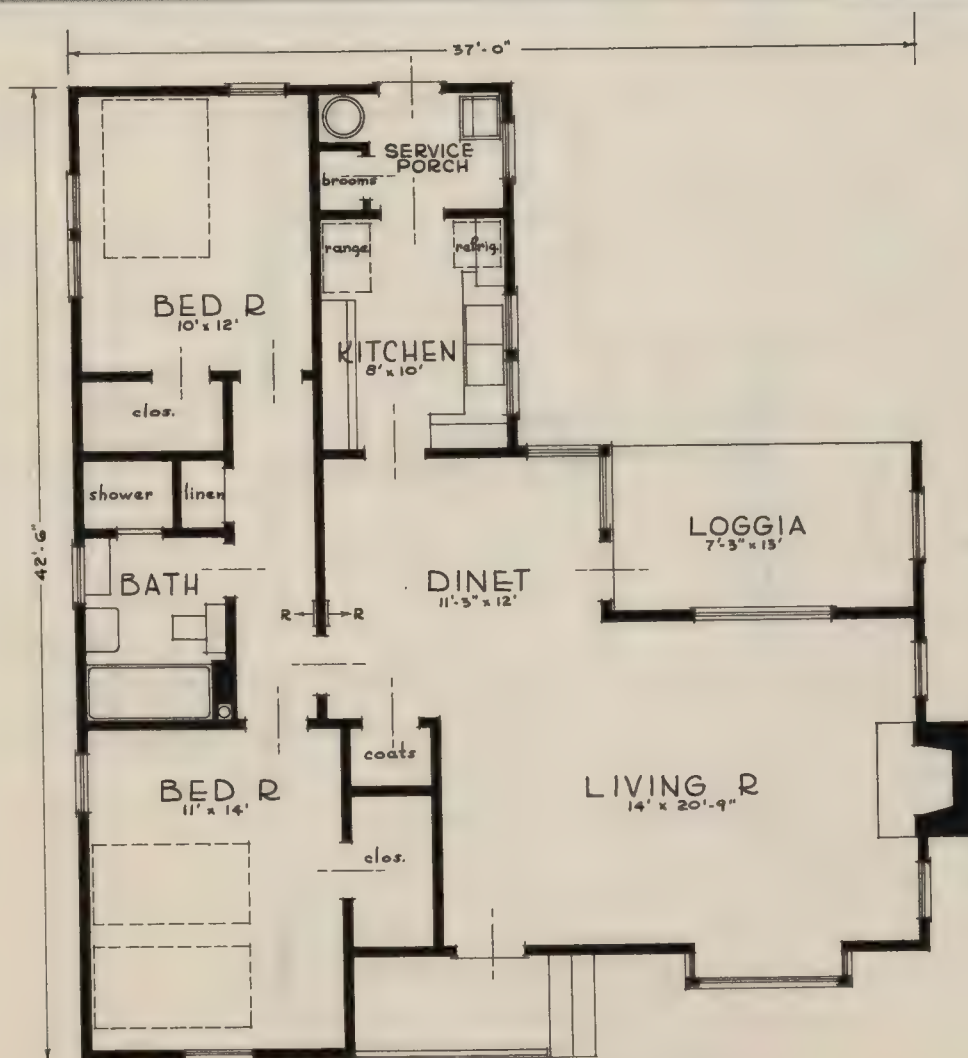 37'-0"
SERVICE
PORCH
brooms
range
refrig.
BED R
10' x 12'
KITCHEN
8' x 10'
clos.
shower
linen
LOGGIA
7'-3" x 13'
42'-6"
BATH
DINET
11'-3" x 12'
R
R
coats
BED R
11' x 14'
LIVING R
14' x 20'-9"
clos.